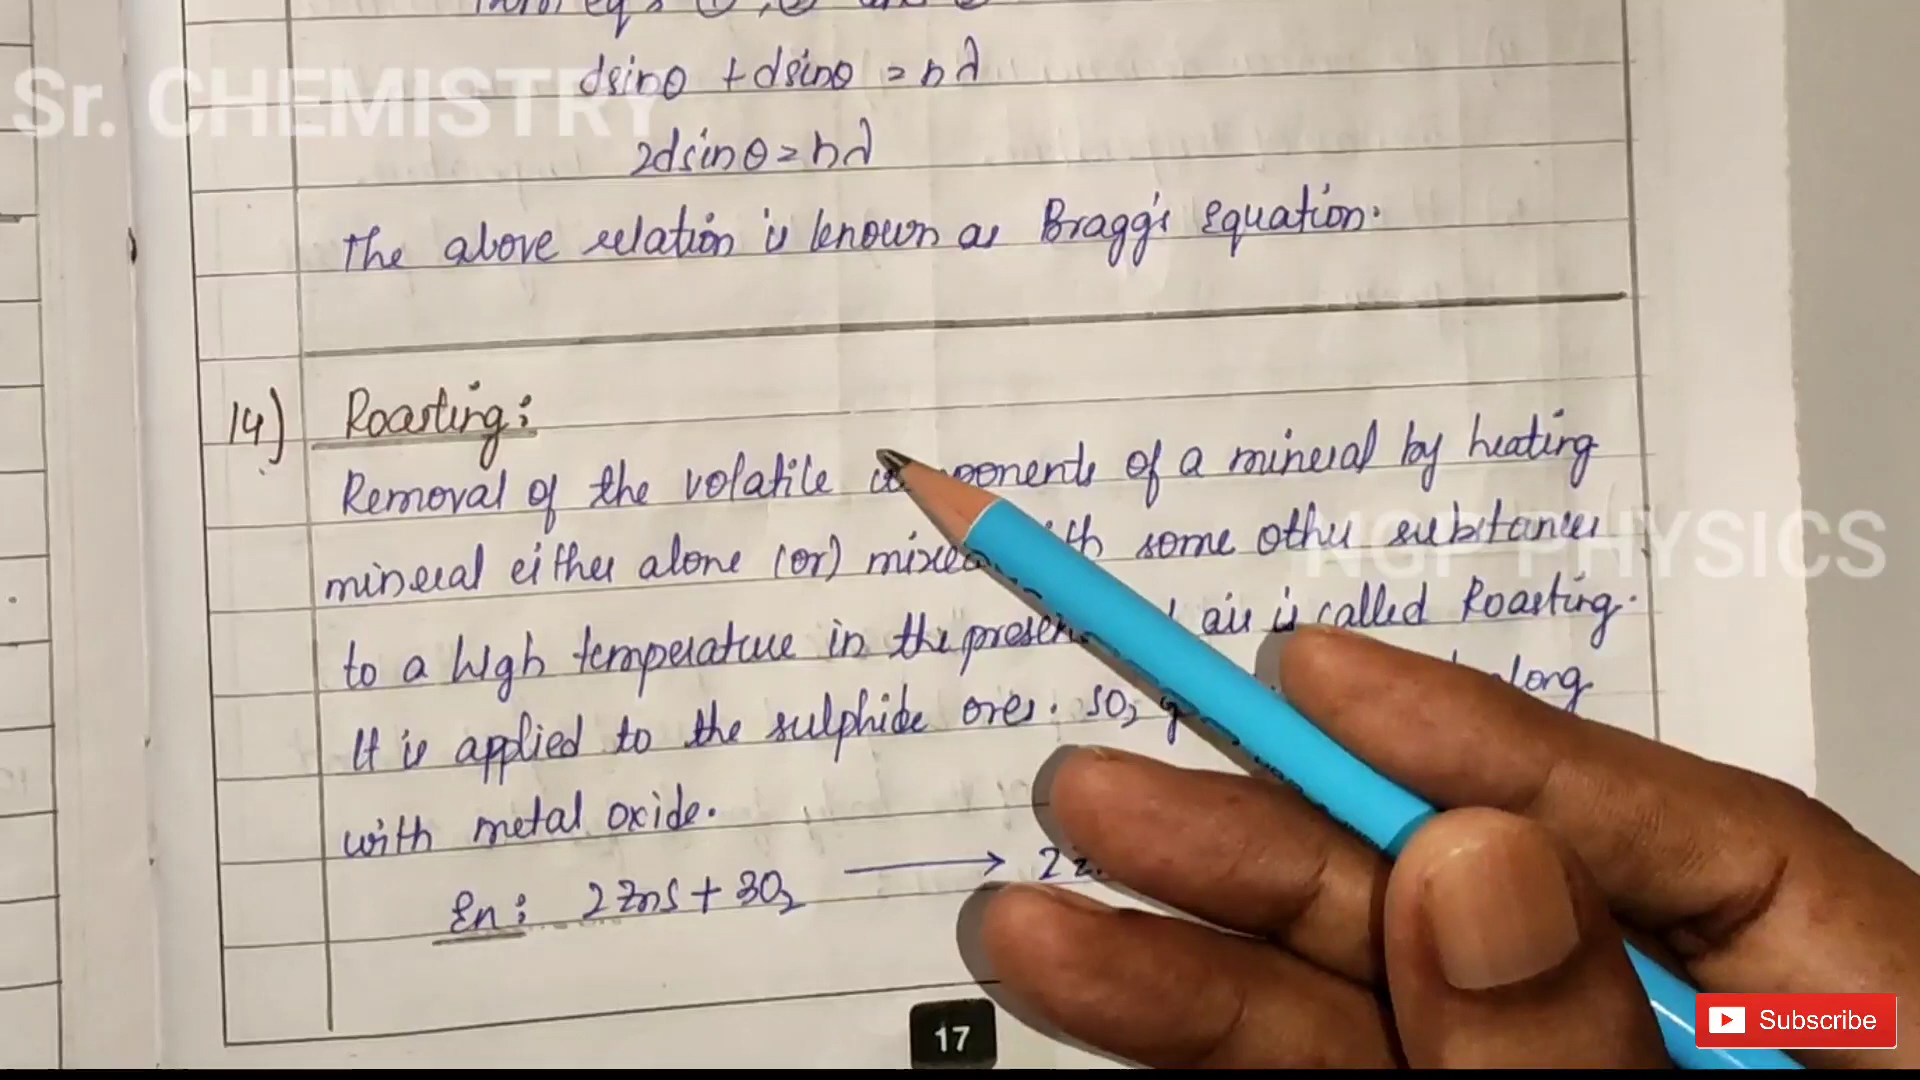 dsinθ + dsinθ = nλ
Sr. CHEMISTRY
2dsinθ = nλ
The above relation is known as Bragg's Equation.
14) Roasting:
Removal of the volatile of a mineral by heating
mineral either alone (or) some other substances
NGP PHYSICS
to a high temperature in the air is called Roasting.
It is applied to the sulphide ores. SO2 along
with metal oxide.
En: 2ZnS + 3O2 ⟶ 2
17
Subscribe